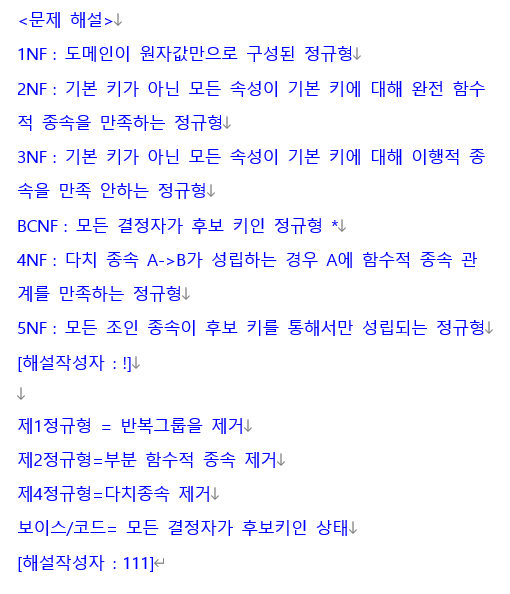 <문제 해설>↓
1NF : 도메인이 원자값만으로 구성된 정규형↓
2NF : 기본 키가 아닌 모든 속성이 기본 키에 대해 완전 함수
적 종속을 만족하는 정규형↓
3NF : 기본 키가 아닌 모든 속성이 기본 키에 대해 이행적 종
속을 만족 안하는 정규형↓
BCNF : 모든 결정자가 후보 키인 정규형 *↓
4NF : 다치 종속 A->B가 성립하는 경우 A에 함수적 종속 관
계를 만족하는 정규형↓
5NF : 모든 조인 종속이 후보 키를 통해서만 성립되는 정규형↓
[해설작성자 : !]↓
↓
제1정규형 = 반복그룹을 제거↓
제2정규형=부분 함수적 종속 제거↓
제4정규형=다치종속 제거↓
보이스/코드= 모든 결정자가 후보키인 상태↓
[해설작성자 : 111]↵